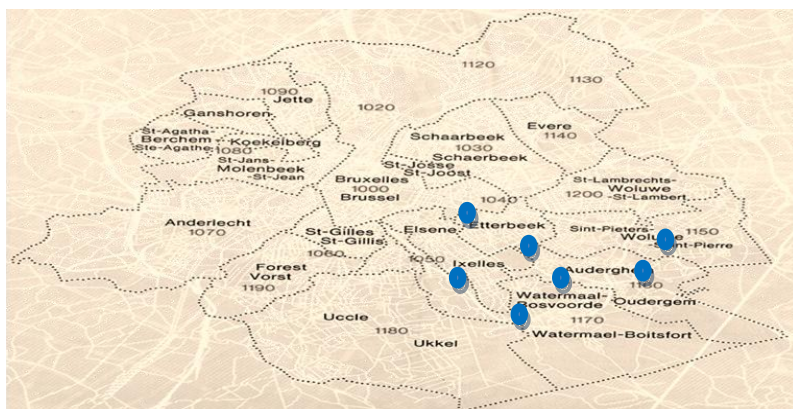 1120
1130
1090
Jette
1020
Ganshoren
St-Agatha-
Berchem
Ste-Agathe
1080
Koekelberg
St-Jans-
Molenbeek
St-Jean
Schaarbeek
1030
Schaerbeek
Evere
1140
St-Josse
St-Joost
Bruxelles
1000
Brussel
St-Lambrechts-
1200 Woluwe
-St-Lambert
1040
Etterbeek
Anderlecht
1070
St-Gilles
St-Gillis
1060
Elsene
1050
Ixelles
Sint-Pieters-
1150
-Saint-Pierre
Forest
Vorst
1190
1160
Oudergem
Watermaal-
Bosvoorde
1170
Watermael-Boitsfort
Uccle
1180
Ukkel